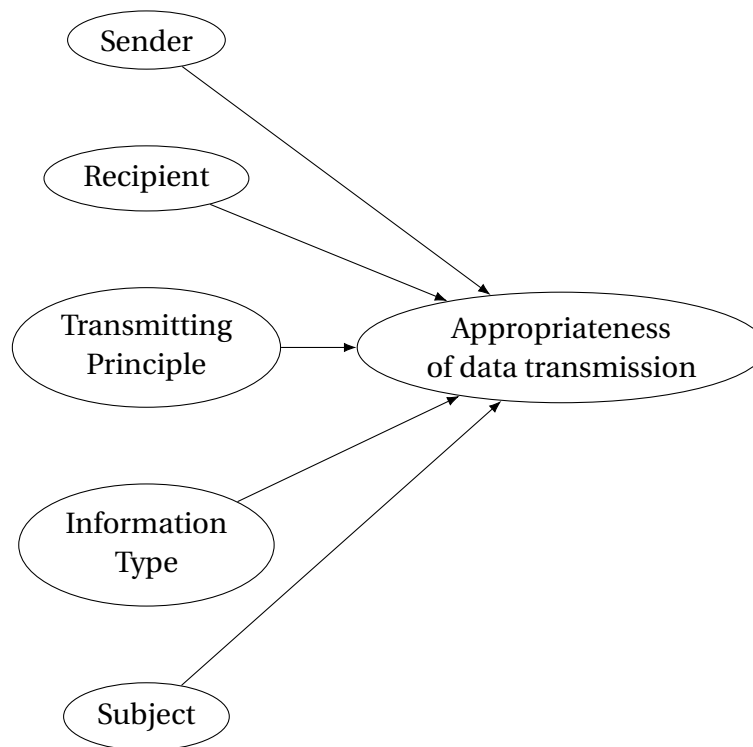 Sender
Recipient
Transmitting
Principle
Appropriateness
of data transmission
Information
Type
Subject